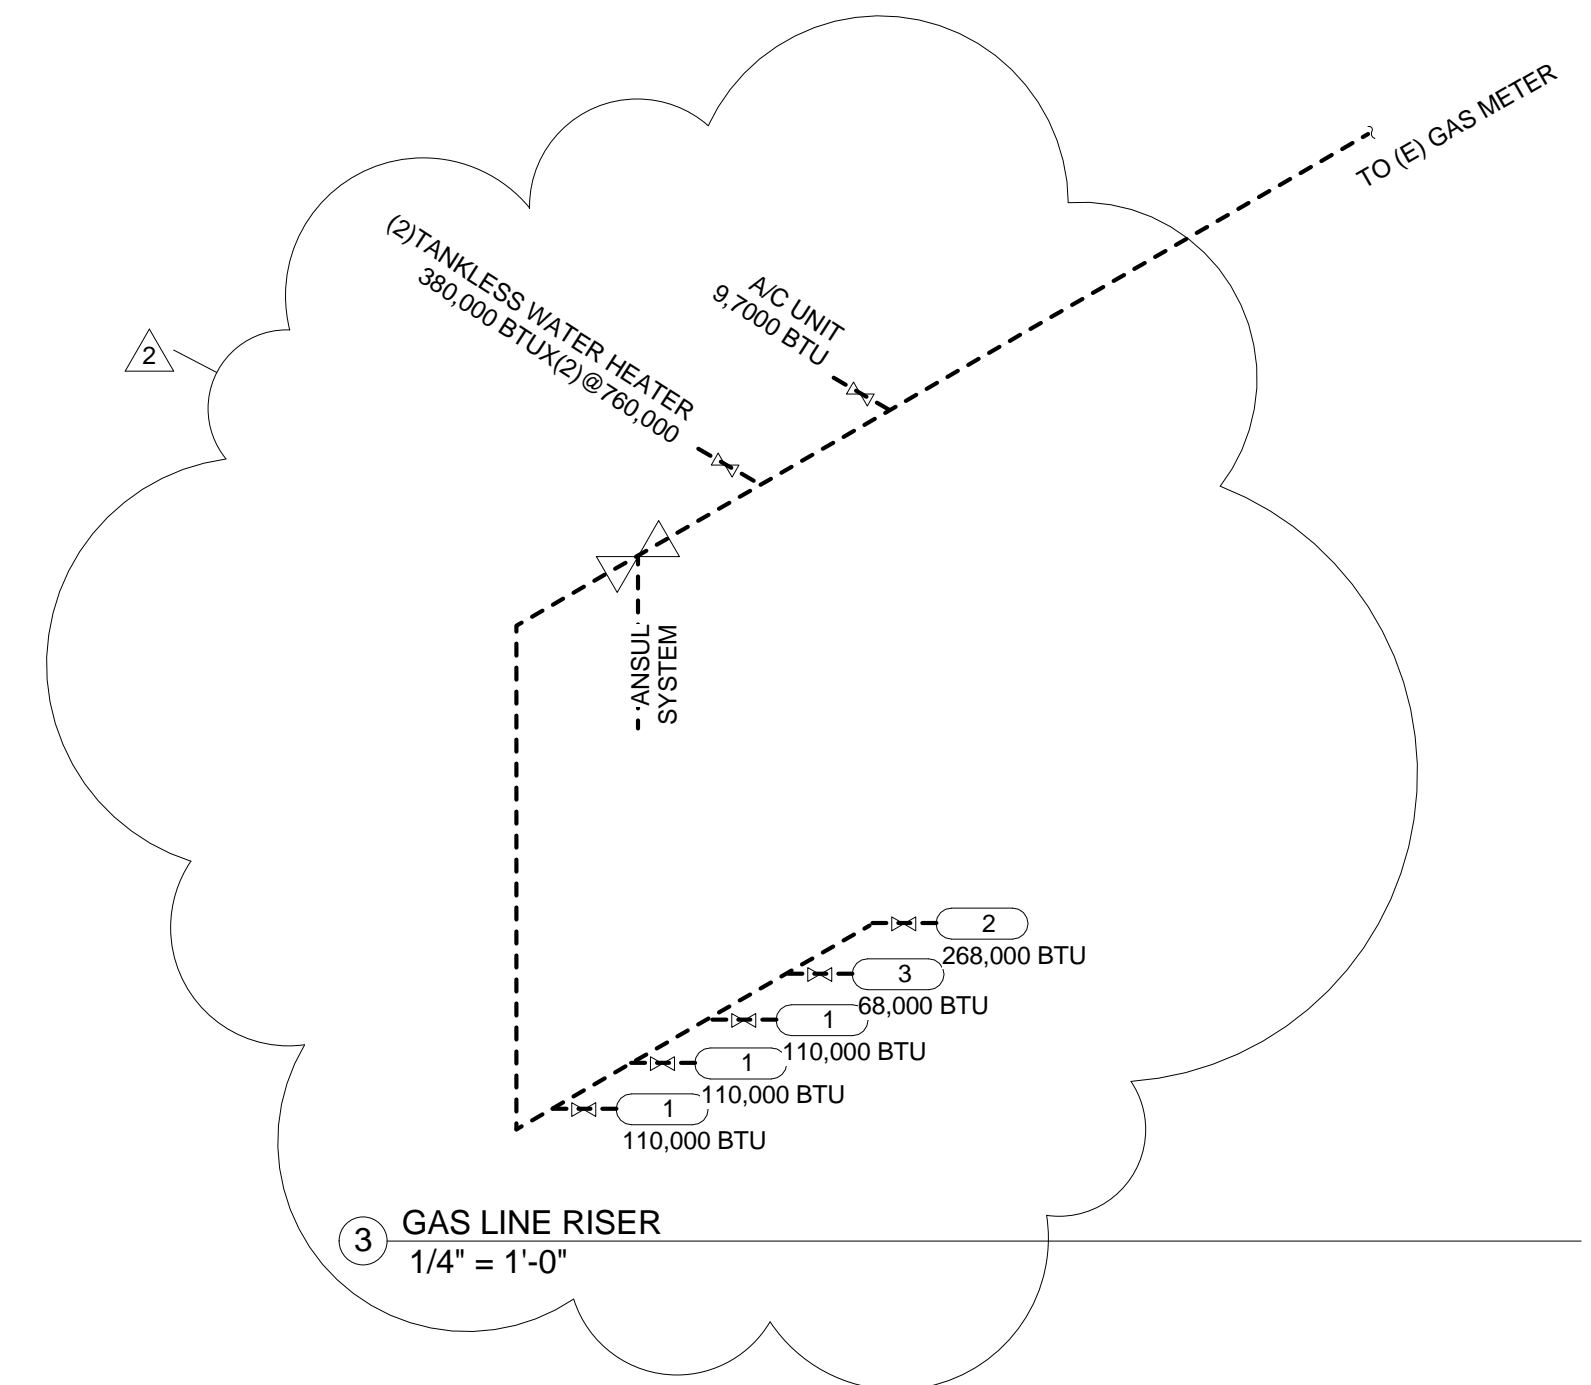 TO (E) GAS METER
(2)TANKLESS WATER HEATER
380,000 BTUX(2)@760,000
A/C UNIT
9,7000 BTU
2
ANSUL
SYSTEM
2
268,000 BTU
3
68,000 BTU
1
110,000 BTU
1
110,000 BTU
1
110,000 BTU
3
GAS LINE RISER
1/4" = 1'-0"